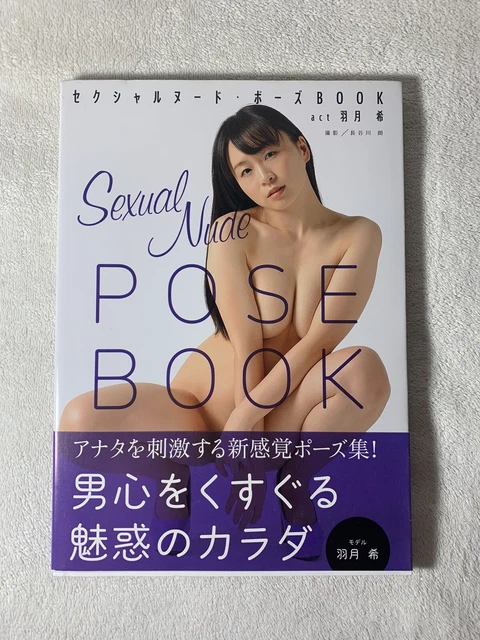 セクシャルヌード・ポーズBOOK
act 羽月 希
撮影／長谷川 朗
Sexual
Nude
POSE
BOOK
アナタを刺激する新感覚ポーズ集!
男心をくすぐる
魅惑のカラダ
モデル
羽月 希